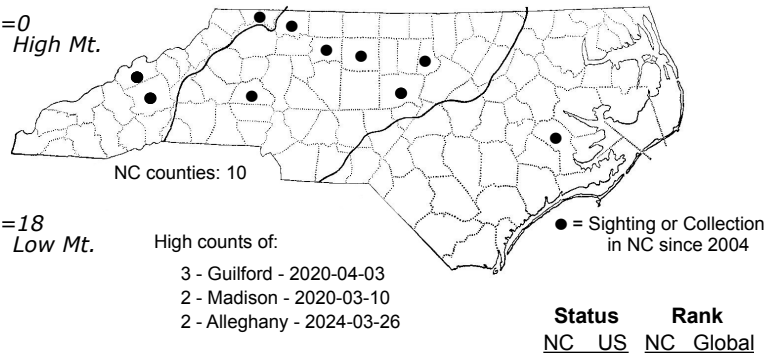 =0
High Mt.
NC counties: 10
=18
Low Mt.
High counts of:
3 - Guilford - 2020-04-03
2 - Madison - 2020-03-10
2 - Alleghany - 2024-03-26
● = Sighting or Collection
in NC since 2004
Status Rank
NC US NC Global